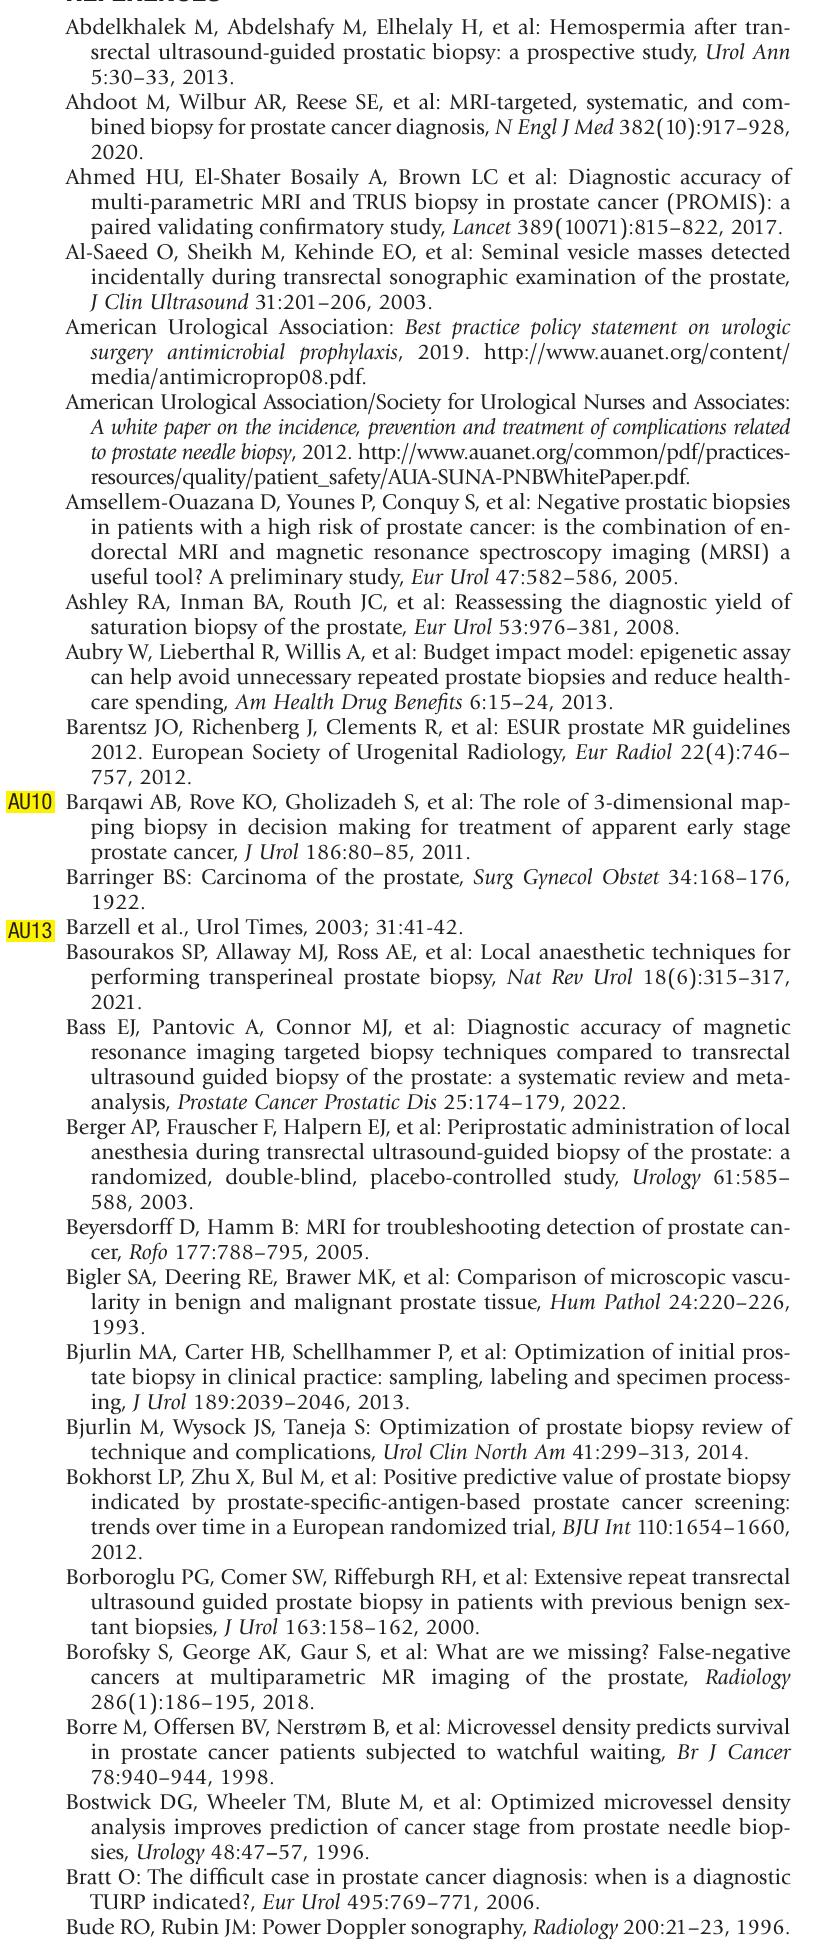 Abdelkhalek M, Abdelshafy M, Elhelaly H, et al: Hemospermia after tran-
srectal ultrasound-guided prostatic biopsy: a prospective study, Urol Ann
5:30–33, 2013.
Ahdoot M, Wilbur AR, Reese SE, et al: MRI-targeted, systematic, and com-
bined biopsy for prostate cancer diagnosis, N Engl J Med 382(10):917–928,
2020.
Ahmed HU, El-Shater Bosaily A, Brown LC et al: Diagnostic accuracy of
multi-parametric MRI and TRUS biopsy in prostate cancer (PROMIS): a
paired validating confirmatory study, Lancet 389(10071):815–822, 2017.
Al-Saeed O, Sheikh M, Kehinde EO, et al: Seminal vesicle masses detected
incidentally during transrectal sonographic examination of the prostate,
J Clin Ultrasound 31:201–206, 2003.
American Urological Association: Best practice policy statement on urologic
surgery antimicrobial prophylaxis, 2019. http://www.auanet.org/content/
media/antimicroprop08.pdf.
American Urological Association/Society for Urological Nurses and Associates:
A white paper on the incidence, prevention and treatment of complications related
to prostate needle biopsy, 2012. http://www.auanet.org/common/pdf/practices-
resources/quality/patient_safety/AUA-SUNA-PNBWhitePaper.pdf.
Amsellem-Ouazana D, Younes P, Conquy S, et al: Negative prostatic biopsies
in patients with a high risk of prostate cancer: is the combination of en-
dorectal MRI and magnetic resonance spectroscopy imaging (MRSI) a
useful tool? A preliminary study, Eur Urol 47:582–586, 2005.
Ashley RA, Inman BA, Routh JC, et al: Reassessing the diagnostic yield of
saturation biopsy of the prostate, Eur Urol 53:976–381, 2008.
Aubry W, Lieberthal R, Willis A, et al: Budget impact model: epigenetic assay
can help avoid unnecessary repeated prostate biopsies and reduce health-
care spending, Am Health Drug Benefits 6:15–24, 2013.
Barentsz JO, Richenberg J, Clements R, et al: ESUR prostate MR guidelines
2012. European Society of Urogenital Radiology, Eur Radiol 22(4):746–
757, 2012.
AU10 Barqawi AB, Rove KO, Gholizadeh S, et al: The role of 3-dimensional map-
ping biopsy in decision making for treatment of apparent early stage
prostate cancer, J Urol 186:80–85, 2011.
Barringer BS: Carcinoma of the prostate, Surg Gynecol Obstet 34:168–176,
1922.
AU13 Barzell et al., Urol Times, 2003; 31:41-42.
Basourakos SP, Allaway MJ, Ross AE, et al: Local anaesthetic techniques for
performing transperineal prostate biopsy, Nat Rev Urol 18(6):315–317,
2021.
Bass EJ, Pantovic A, Connor MJ, et al: Diagnostic accuracy of magnetic
resonance imaging targeted biopsy techniques compared to transrectal
ultrasound guided biopsy of the prostate: a systematic review and meta-
analysis, Prostate Cancer Prostatic Dis 25:174–179, 2022.
Berger AP, Frauscher F, Halpern EJ, et al: Periprostatic administration of local
anesthesia during transrectal ultrasound-guided biopsy of the prostate: a
randomized, double-blind, placebo-controlled study, Urology 61:585–
588, 2003.
Beyersdorff D, Hamm B: MRI for troubleshooting detection of prostate can-
cer, Rofo 177:788–795, 2005.
Bigler SA, Deering RE, Brawer MK, et al: Comparison of microscopic vascu-
larity in benign and malignant prostate tissue, Hum Pathol 24:220–226,
1993.
Bjurlin MA, Carter HB, Schellhammer P, et al: Optimization of initial pros-
tate biopsy in clinical practice: sampling, labeling and specimen process-
ing, J Urol 189:2039–2046, 2013.
Bjurlin M, Wysock JS, Taneja S: Optimization of prostate biopsy review of
technique and complications, Urol Clin North Am 41:299–313, 2014.
Bokhorst LP, Zhu X, Bul M, et al: Positive predictive value of prostate biopsy
indicated by prostate-specific-antigen-based prostate cancer screening:
trends over time in a European randomized trial, BJU Int 110:1654–1660,
2012.
Borboroglu PG, Comer SW, Riffeburgh RH, et al: Extensive repeat transrectal
ultrasound guided prostate biopsy in patients with previous benign sex-
tant biopsies, J Urol 163:158–162, 2000.
Borofsky S, George AK, Gaur S, et al: What are we missing? False-negative
cancers at multiparametric MR imaging of the prostate, Radiology
286(1):186–195, 2018.
Borre M, Offersen BV, Nerstrøm B, et al: Microvessel density predicts survival
in prostate cancer patients subjected to watchful waiting, Br J Cancer
78:940–944, 1998.
Bostwick DG, Wheeler TM, Blute M, et al: Optimized microvessel density
analysis improves prediction of cancer stage from prostate needle biop-
sies, Urology 48:47–57, 1996.
Bratt O: The difficult case in prostate cancer diagnosis: when is a diagnostic
TURP indicated?, Eur Urol 495:769–771, 2006.
Bude RO, Rubin JM: Power Doppler sonography, Radiology 200:21–23, 1996.